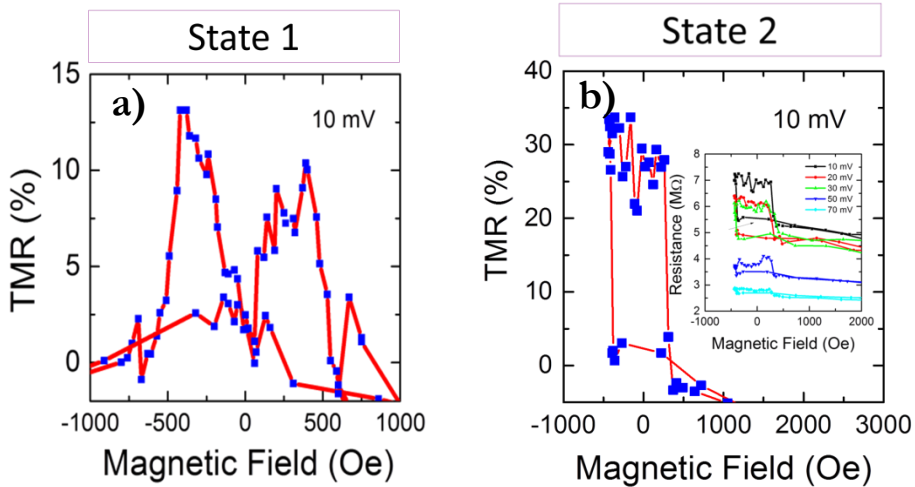 State 1
State 2
a)
10 mV
15
10
5
0
TMR (%)
-1000
-500
0
500
1000
Magnetic Field (Oe)
b)
10 mV
40
30
20
10
0
TMR (%)
-1000
0
1000
2000
3000
Magnetic Field (Oe)
8
7
6
5
4
3
2
Resistance (MΩ)
10 mV
20 mV
30 mV
50 mV
70 mV
-1000
0
1000
2000
Magnetic Field (Oe)